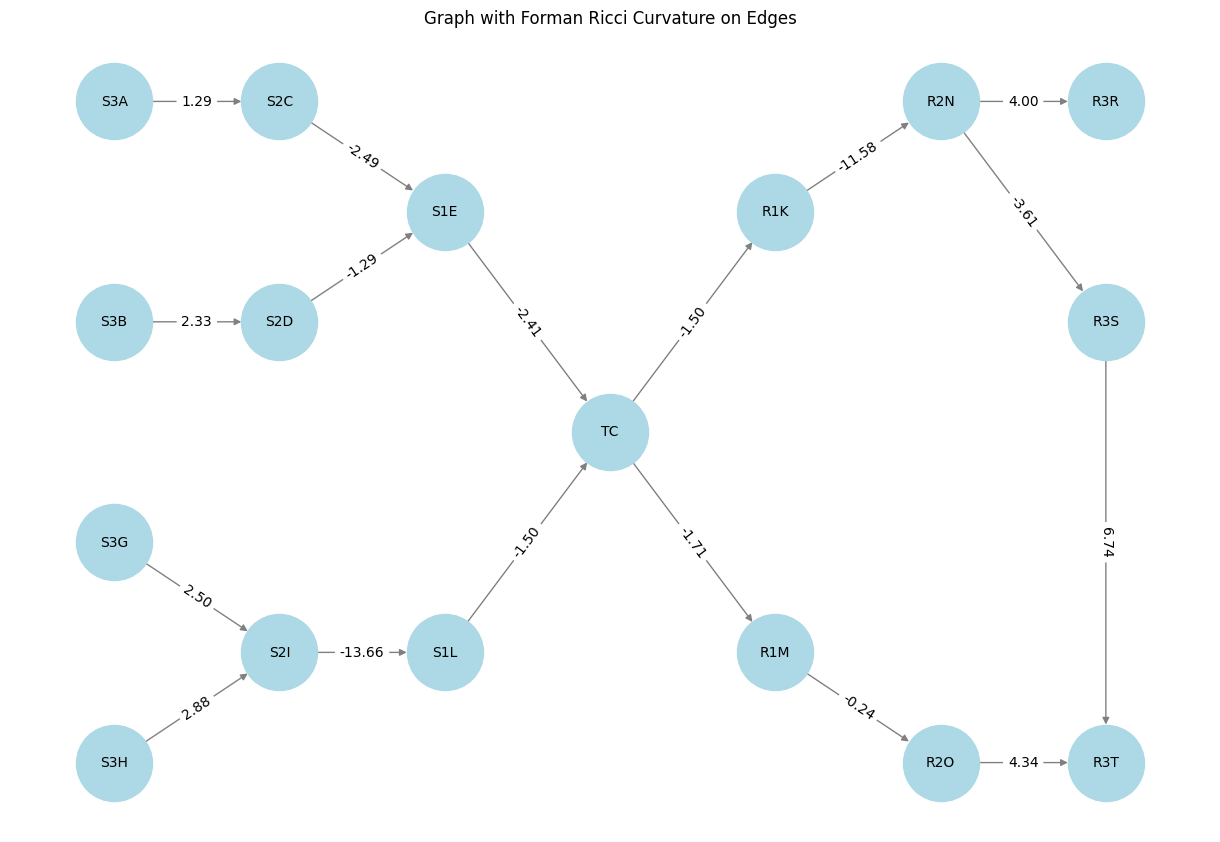 Graph with Forman Ricci Curvature on Edges
S3A 1.29 S2C R2N 4.00 R3R
-2.49 -11.58
S1E R1K -3.61
-1.29
S3B 2.33 S2D -2.41 -1.50 R3S
TC
S3G -1.50 -1.71 6.74
2.50
S2I -13.66 S1L R1M
2.88 -0.24
S3H R2O 4.34 R3T